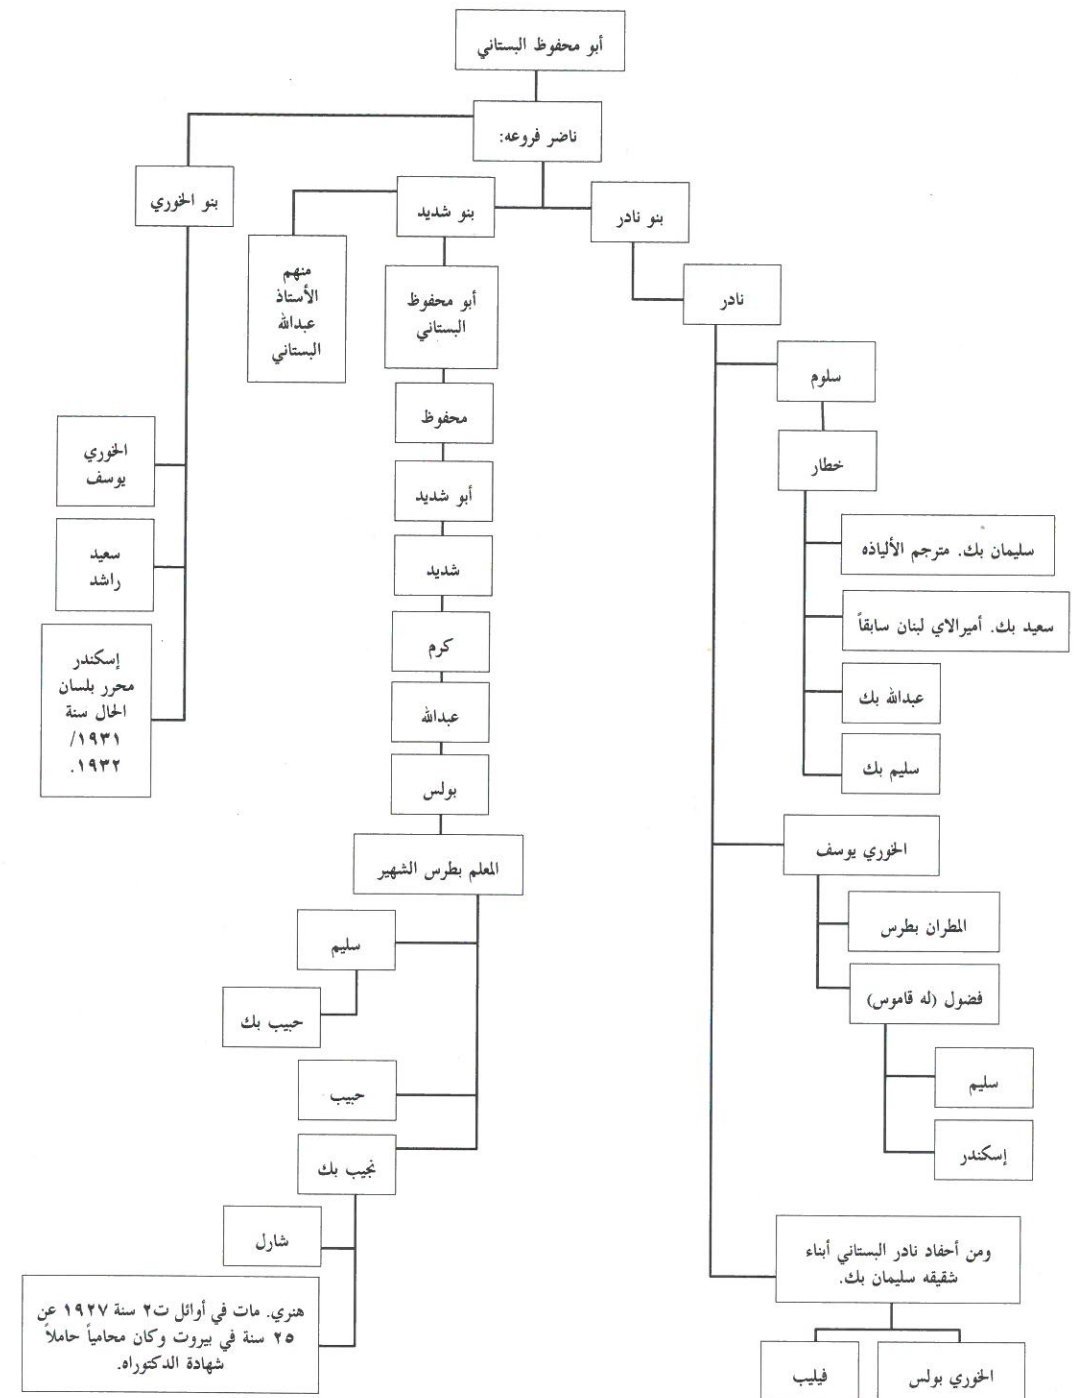 أبو محفوظ البستاني
ناضر فروعه:
بنو نادر
بنو شديد
بنو الخوري
نادر
سلوم
خطار
سليمان بك. مترجم الألياذه
سعيد بك. أميرالاي لبنان سابقاً
عبدالله بك
سليم بك
الخوري يوسف
المطران بطرس
فضول (له قاموس)
سليم
إسكندر
ومن أحفاد نادر البستاني أبناء
شقيقه سليمان بك.
الخوري بولس
فيليب
منهم
الأستاذ
عبدالله
البستاني
أبو محفوظ
البستاني
محفوظ
أبو شديد
شديد
كرم
عبدالله
بولس
المعلم بطرس الشهير
سليم
حبيب بك
حبيب
نجيب بك
شارل
هنري. مات في أوائل ت٢ سنة ١٩٢٧ عن
٢٥ سنة في بيروت وكان محامياً حاملاً
شهادة الدكتوراه.
الخوري
يوسف
سعيد
راشد
إسكندر
محرر بلسان
الحال سنة
١٩٣١/
١٩٣٢.